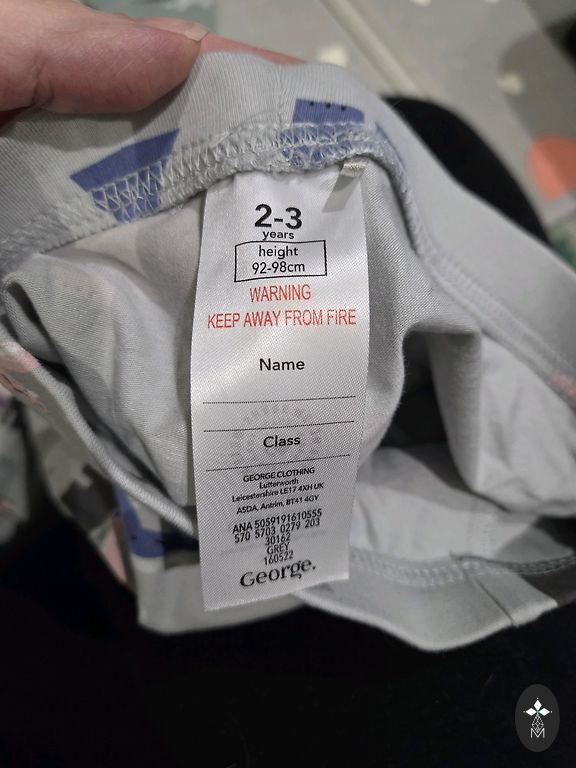 2-3
years
height
92-98cm
WARNING
KEEP AWAY FROM FIRE
Name
Class
GEORGE CLOTHING
Lutterworth
Leicestershire LE17 4XH UK
ASDA, Antrim, BT41 4GY
ANA 5059191610555
570 5703 0279 203
30162
GREY
160522
George.
M